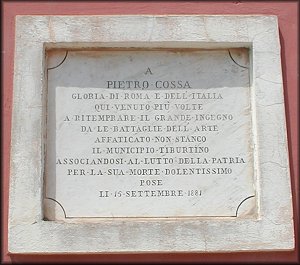 A
PIETRO COSSA
GLORIA·DI·ROMA·E·DELL'ITALIA
QUI·VENUTO·PIÙ·VOLTE
A·RITEMPRARE·IL·GRANDE·INGEGNO
DA·LE·BATTAGLIE·DELL'ARTE
AFFATICATO·NON·STANCO
IL·MUNICIPIO·TIBURTINO
ASSOCIANDOSI·AL·LUTTO·DELLA·PATRIA
PER·LA·SUA·MORTE·DOLENTISSIMO
POSE
LI·15·SETTEMBRE·1881